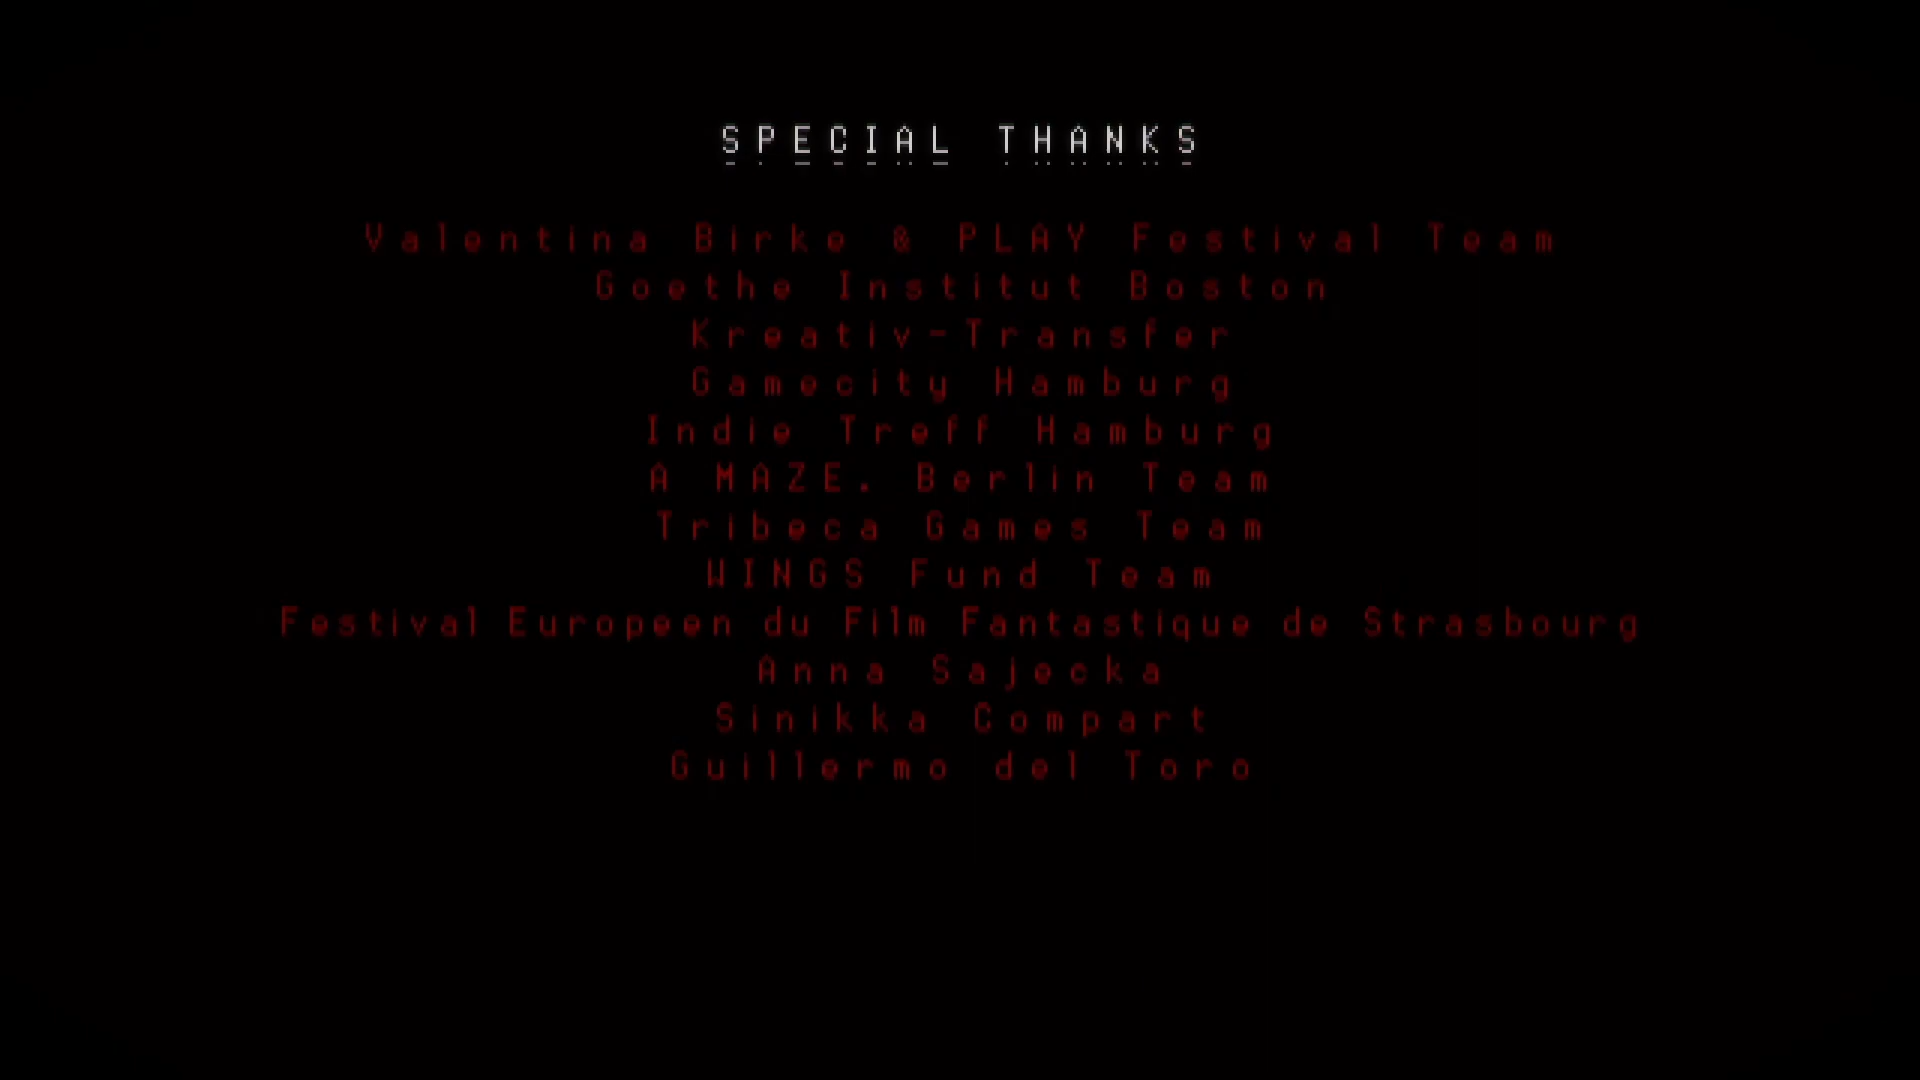 SPECIAL THANKS
Valentina Birke & PLAY Festival Team
Goethe Institut Boston
Kreativ-Transfer
Gamecity Hamburg
Indie Treff Hamburg
A MAZE. Berlin Team
Tribeca Games Team
WINGS Fund Team
Festival Europeen du Film Fantastique de Strasbourg
Anna Sajecka
Sinikka Compart
Guillermo del Toro